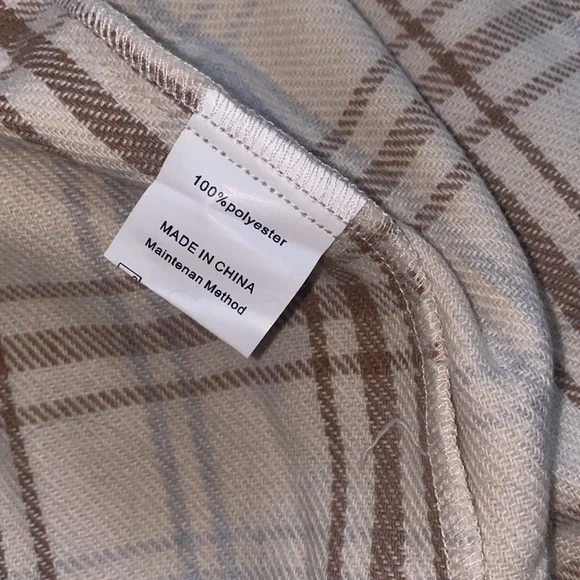 100%polyester
MADE IN CHINA
Maintenan Method